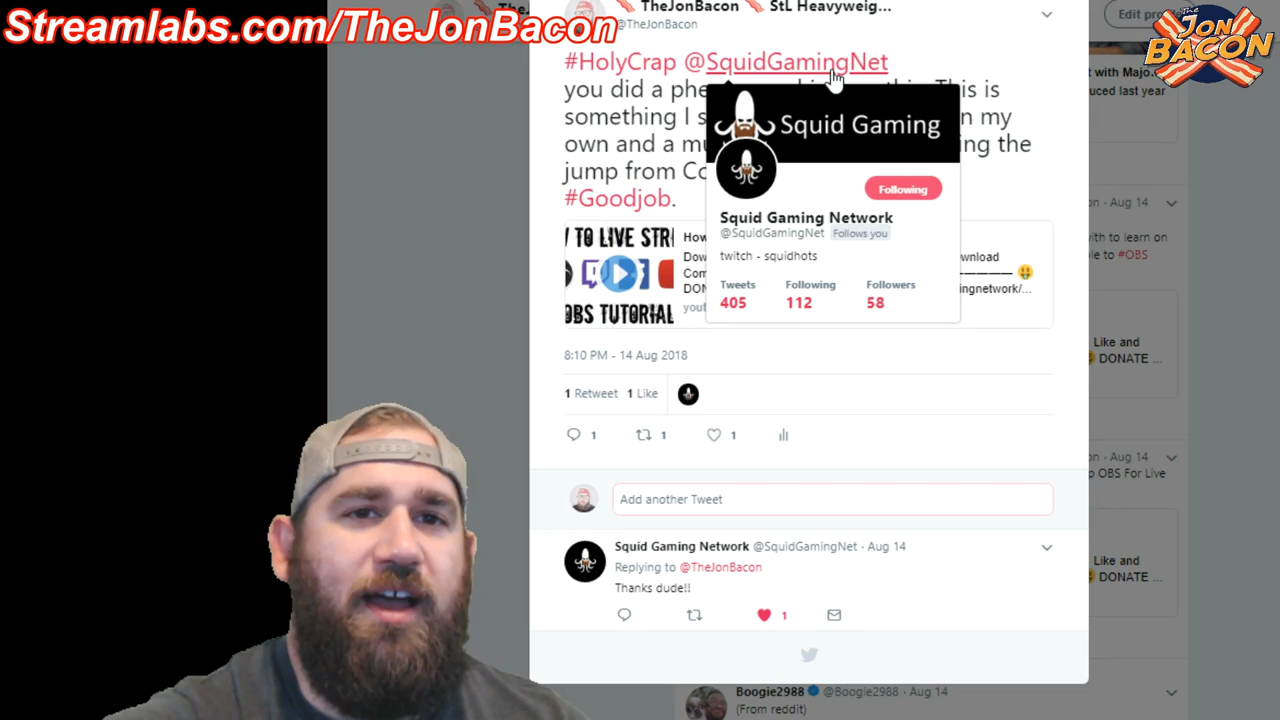 Streamlabs.com/TheJonBacon
The
JON
BACON
TheJonBacon
StL Heavyweig...
@TheJonBacon
Edit pro
#HolyCrap @SquidGamingNet
you did a phe
This is
something I s
n my
own and a mu
ing the
jump from Co
#Goodjob.
Squid Gaming
Following
Squid Gaming Network
@SquidGamingNet Follows you
twitch - squidhots
Tweets Following Followers
405 112 58
TO LIVE STRE
OBS TUTORIAL
How
Dow
Com
DON
yout
wnload
ingnetwork/...
8:10 PM - 14 Aug 2018
1 Retweet 1 Like
1 1 1
Add another Tweet
Squid Gaming Network @SquidGamingNet · Aug 14
Replying to @TheJonBacon
Thanks dude!!
1
t with Majo
uced last year
on · Aug 14
with to learn on
ble to #OBS
Like and
DONATE ...
on · Aug 14
o OBS For Live
Like and
DONATE ...
Boogie2988 @Boogie2988 · Aug 14
(From reddit)